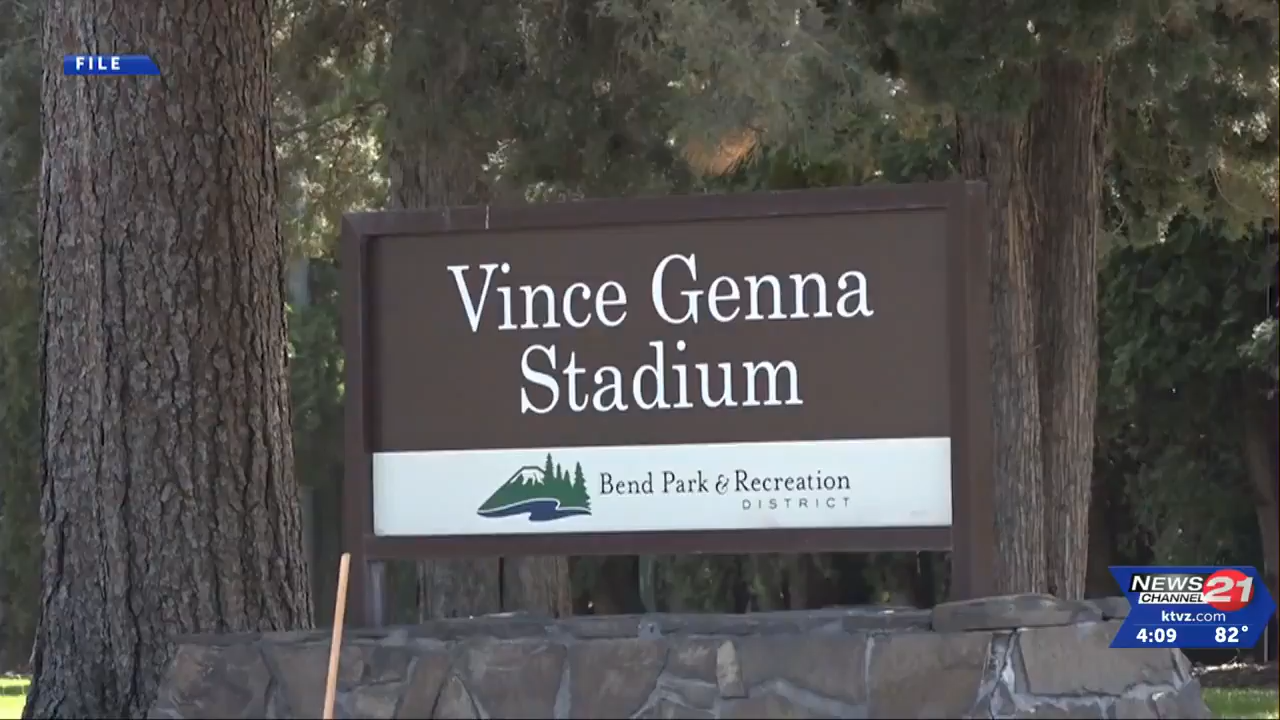 FILE
Vince Genna
Stadium
Bend Park & Recreation
DISTRICT
NEWS
CHANNEL 21
ktvz.com
4:09 82°